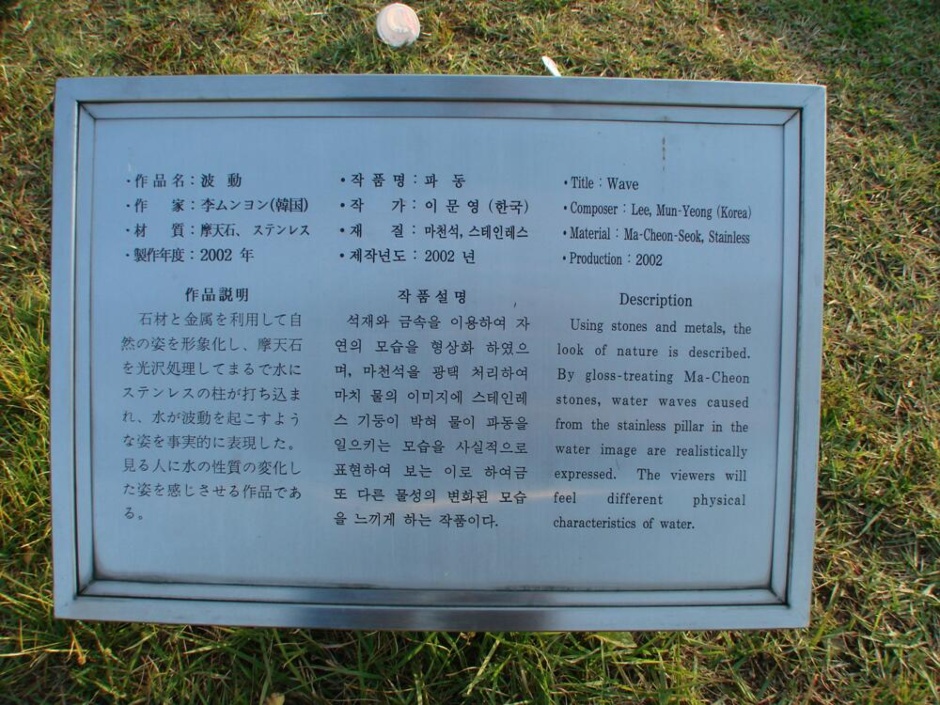 ・作品名：波 動
・作 家：李ムンヨン(韓国)
・材 質：摩天石、ステンレス
・製作年度：2002 年
作品説明
石材と金属を利用して自
然の姿を形象化し、摩天石
を光沢処理してまるで水に
ステンレスの柱が打ち込ま
れ、水が波動を起こすよう
な姿を事実的に表現した。
見る人に水の性質の変化し
た姿を感じさせる作品であ
る。
・작 품 명 : 파 동
・작 가 : 이 문 영 (한국)
・재 질 : 마천석, 스테인레스
・제작년도 : 2002 년
작품설명
석재와 금속을 이용하여 자
연의 모습을 형상화 하였으
며, 마천석을 광택 처리하여
마치 물의 이미지에 스테인레
스 기둥이 박혀 물이 파동을
일으키는 모습을 사실적으로
표현하여 보는 이로 하여금
또 다른 물성의 변화된 모습
을 느끼게 하는 작품이다.
・Title : Wave
・Composer : Lee, Mun-Yeong (Korea)
・Material : Ma-Cheon-Seok, Stainless
・Production : 2002
Description
Using stones and metals, the
look of nature is described.
By gloss-treating Ma-Cheon
stones, water waves caused
from the stainless pillar in the
water image are realistically
expressed. The viewers will
feel different physical
characteristics of water.